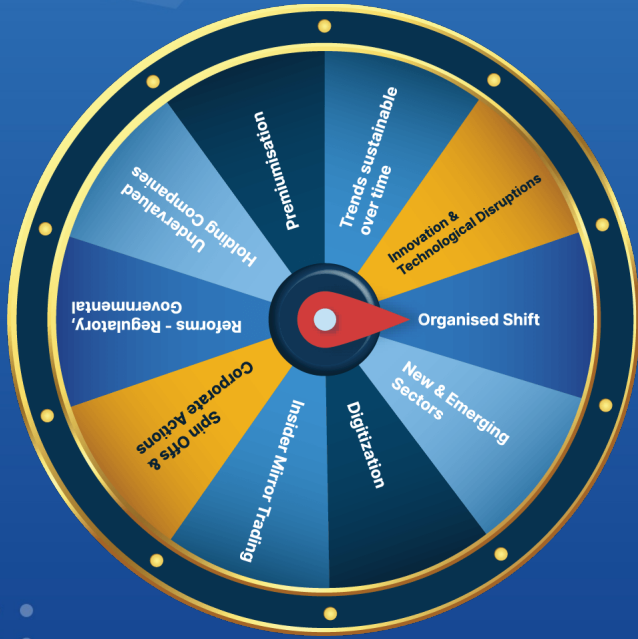 Trends sustainable
over time
Innovation &
Technological Disruptions
Organised Shift
New & Emerging
Sectors
Digitization
Insider Mirror Trading
Spin Offs &
Corporate Actions
Reforms - Regulatory,
Governmental
Undervalued
Holding Companies
Premiumisation